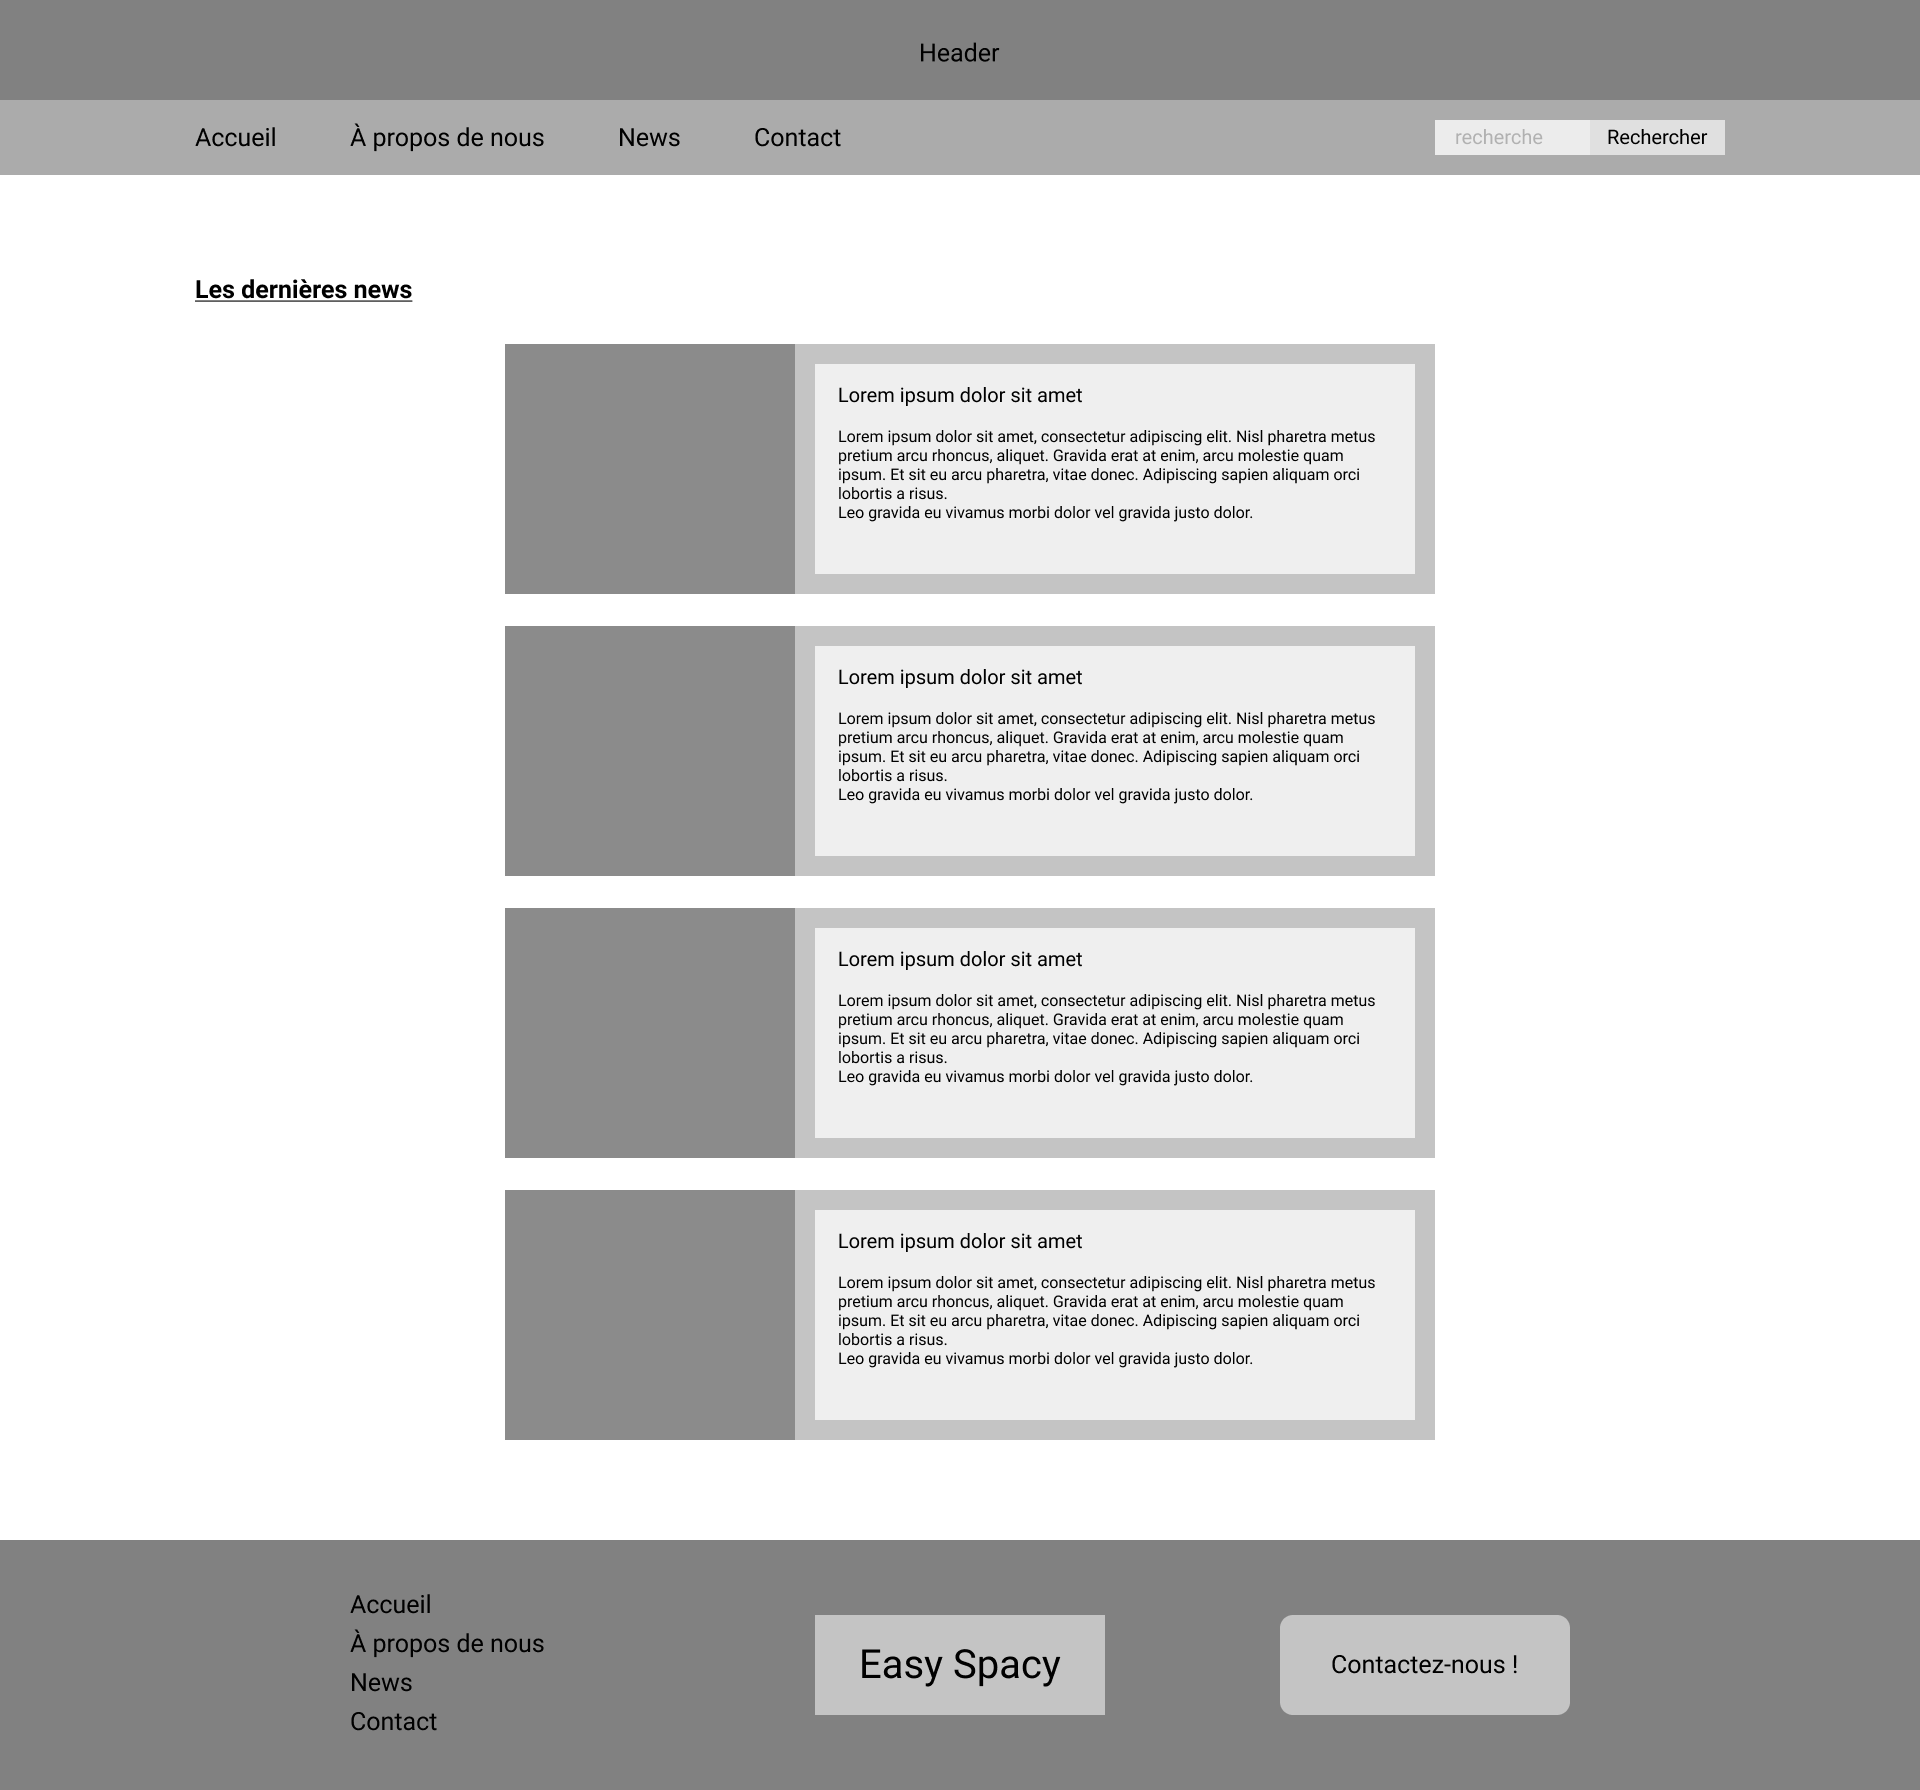 Header
Accueil À propos de nous News Contact recherche Rechercher
Les dernières news
Lorem ipsum dolor sit amet
Lorem ipsum dolor sit amet, consectetur adipiscing elit. Nisl pharetra metus
pretium arcu rhoncus, aliquet. Gravida erat at enim, arcu molestie quam
ipsum. Et sit eu arcu pharetra, vitae donec. Adipiscing sapien aliquam orci
lobortis a risus.
Leo gravida eu vivamus morbi dolor vel gravida justo dolor.
Lorem ipsum dolor sit amet
Lorem ipsum dolor sit amet, consectetur adipiscing elit. Nisl pharetra metus
pretium arcu rhoncus, aliquet. Gravida erat at enim, arcu molestie quam
ipsum. Et sit eu arcu pharetra, vitae donec. Adipiscing sapien aliquam orci
lobortis a risus.
Leo gravida eu vivamus morbi dolor vel gravida justo dolor.
Lorem ipsum dolor sit amet
Lorem ipsum dolor sit amet, consectetur adipiscing elit. Nisl pharetra metus
pretium arcu rhoncus, aliquet. Gravida erat at enim, arcu molestie quam
ipsum. Et sit eu arcu pharetra, vitae donec. Adipiscing sapien aliquam orci
lobortis a risus.
Leo gravida eu vivamus morbi dolor vel gravida justo dolor.
Lorem ipsum dolor sit amet
Lorem ipsum dolor sit amet, consectetur adipiscing elit. Nisl pharetra metus
pretium arcu rhoncus, aliquet. Gravida erat at enim, arcu molestie quam
ipsum. Et sit eu arcu pharetra, vitae donec. Adipiscing sapien aliquam orci
lobortis a risus.
Leo gravida eu vivamus morbi dolor vel gravida justo dolor.
Accueil
À propos de nous
News
Contact
Easy Spacy
Contactez-nous !